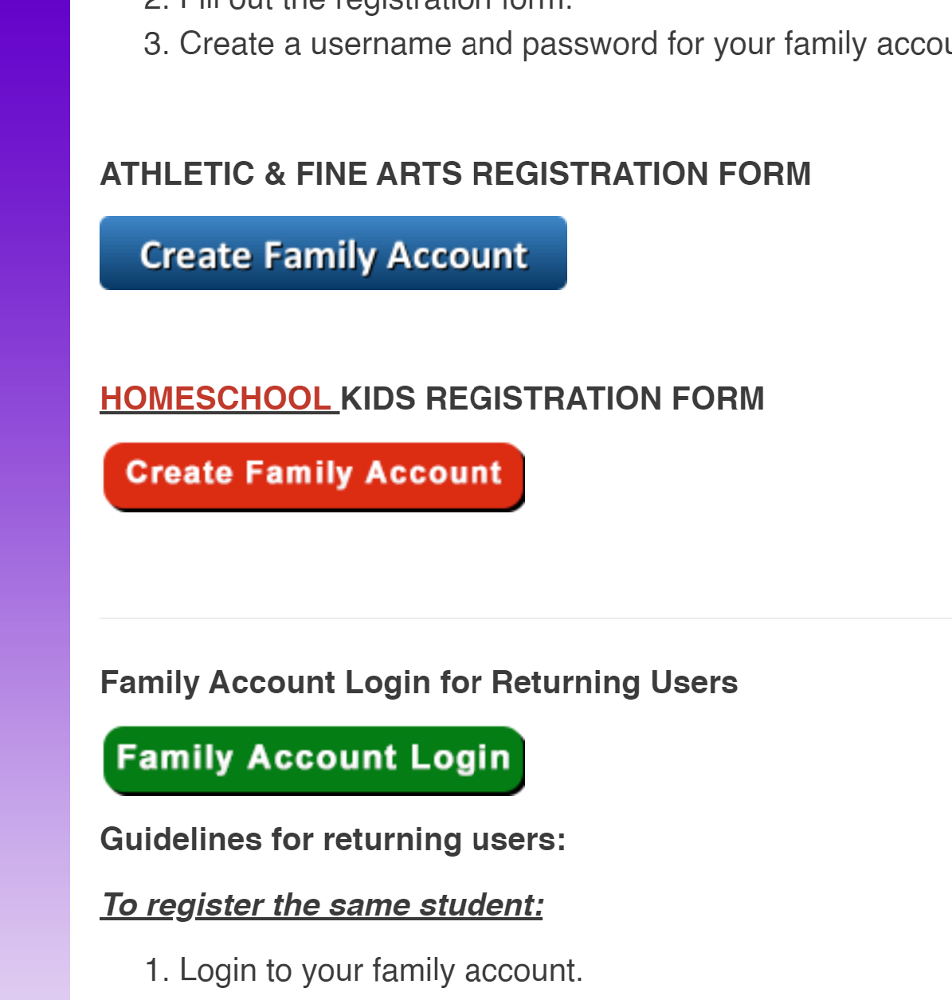 2. Fill out the registration form.
3. Create a username and password for your family
ATHLETIC & FINE ARTS REGISTRATION FORM
Create Family Account
HOMESCHOOL KIDS REGISTRATION FORM
Create Family Account
Family Account Login for Returning Users
Family Account Login
Guidelines for returning users:
To register the same student:
1. Login to your family account.